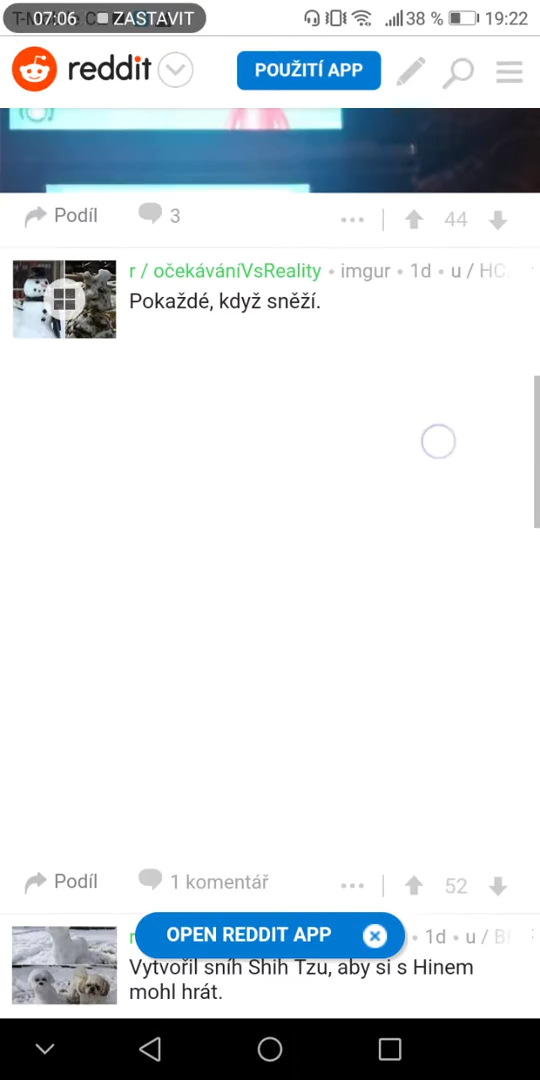 07:06 ZASTAVIT 38 % 19:22
reddit POUŽITÍ APP
Podíl 3 44
r / očekáváníVsReality • imgur • 1d • u / HC
Pokaždé, když sněží.
Podíl 1 komentář 52
OPEN REDDIT APP • 1d • u /
Vytvořil sníh Shih Tzu, aby si s Hinem
mohl hrát.